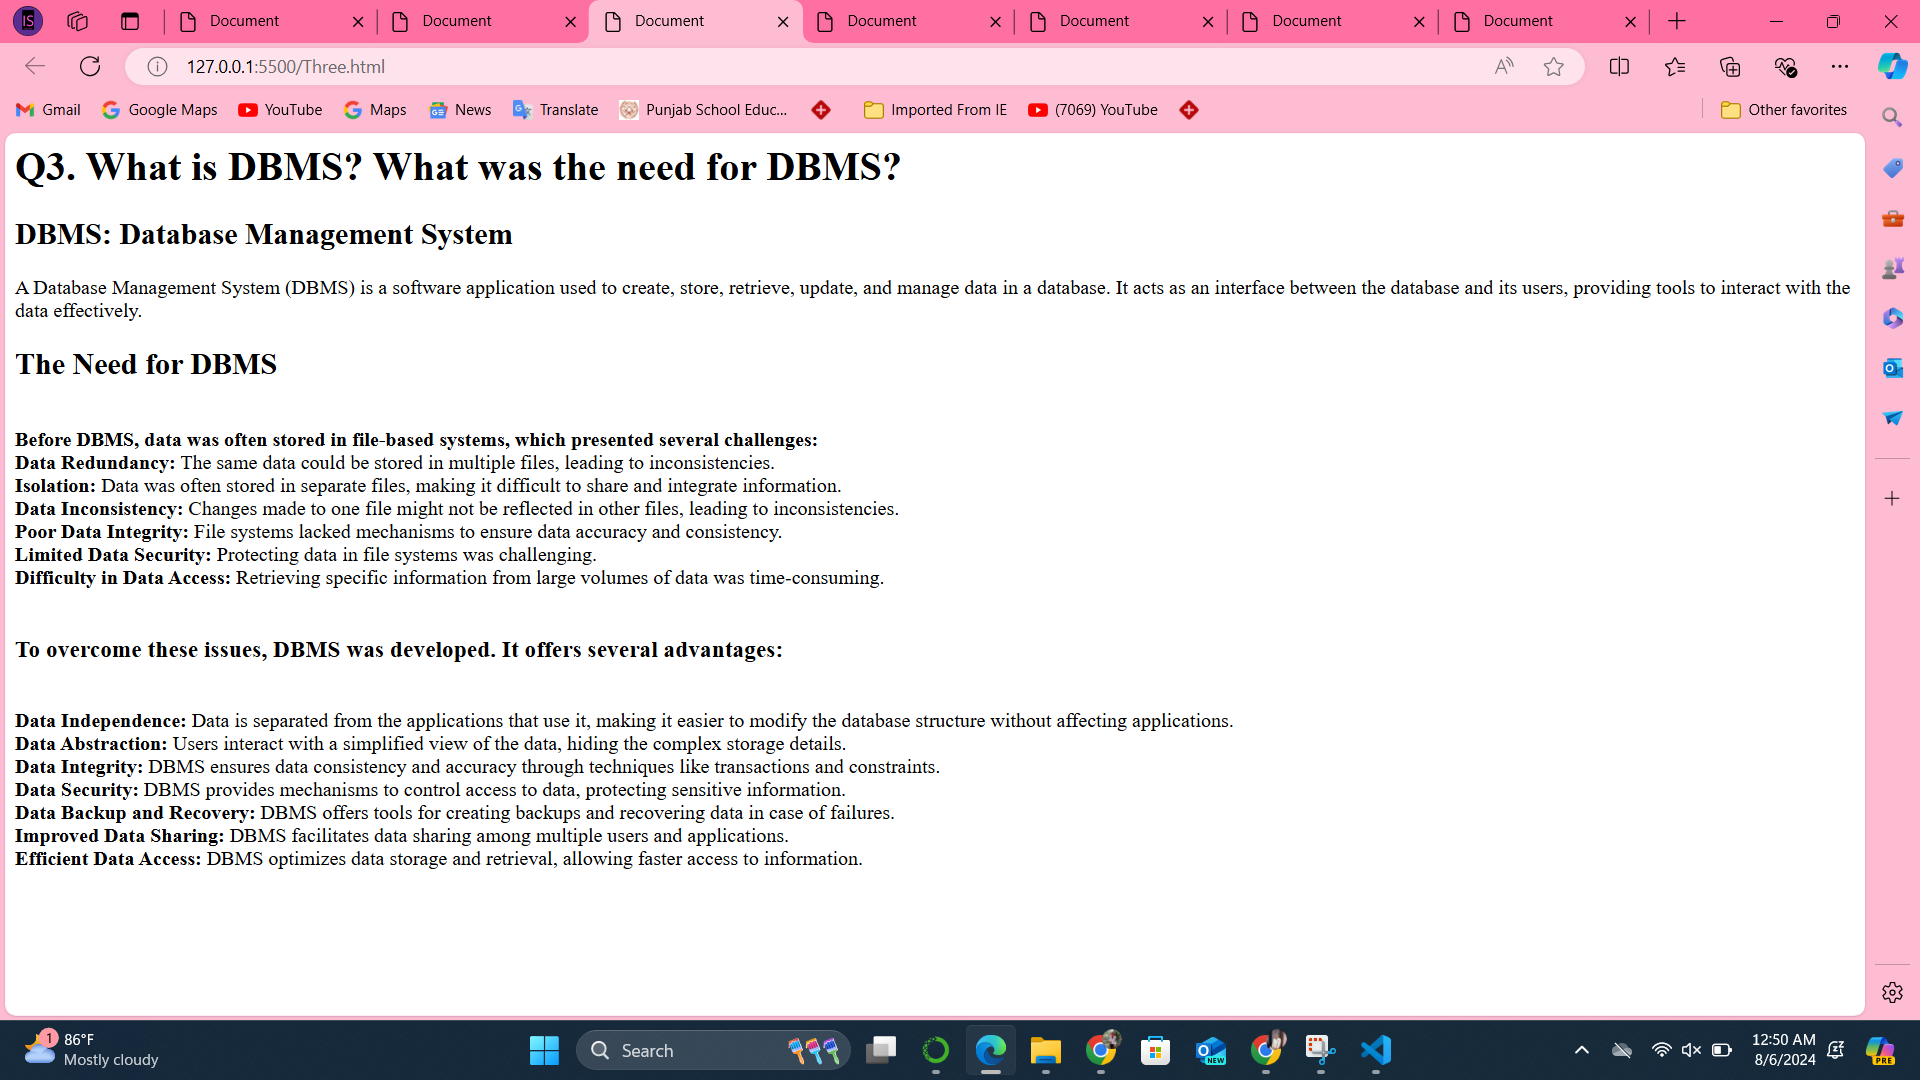 IS
Document
Document
Document
Document
Document
Document
Document
127.0.0.1:5500/Three.html
Gmail
Google Maps
YouTube
Maps
News
Translate
Punjab School Educ...
Imported From IE
(7069) YouTube
Other favorites
Q3. What is DBMS? What was the need for DBMS?
DBMS: Database Management System
A Database Management System (DBMS) is a software application used to create, store, retrieve, update, and manage data in a database. It acts as an interface between the database and its users, providing tools to interact with the
data effectively.
The Need for DBMS
Before DBMS, data was often stored in file-based systems, which presented several challenges:
Data Redundancy: The same data could be stored in multiple files, leading to inconsistencies.
Isolation: Data was often stored in separate files, making it difficult to share and integrate information.
Data Inconsistency: Changes made to one file might not be reflected in other files, leading to inconsistencies.
Poor Data Integrity: File systems lacked mechanisms to ensure data accuracy and consistency.
Limited Data Security: Protecting data in file systems was challenging.
Difficulty in Data Access: Retrieving specific information from large volumes of data was time-consuming.
To overcome these issues, DBMS was developed. It offers several advantages:
Data Independence: Data is separated from the applications that use it, making it easier to modify the database structure without affecting applications.
Data Abstraction: Users interact with a simplified view of the data, hiding the complex storage details.
Data Integrity: DBMS ensures data consistency and accuracy through techniques like transactions and constraints.
Data Security: DBMS provides mechanisms to control access to data, protecting sensitive information.
Data Backup and Recovery: DBMS offers tools for creating backups and recovering data in case of failures.
Improved Data Sharing: DBMS facilitates data sharing among multiple users and applications.
Efficient Data Access: DBMS optimizes data storage and retrieval, allowing faster access to information.
1
86°F
Mostly cloudy
Search
NEW
12:50 AM
8/6/2024
PRE